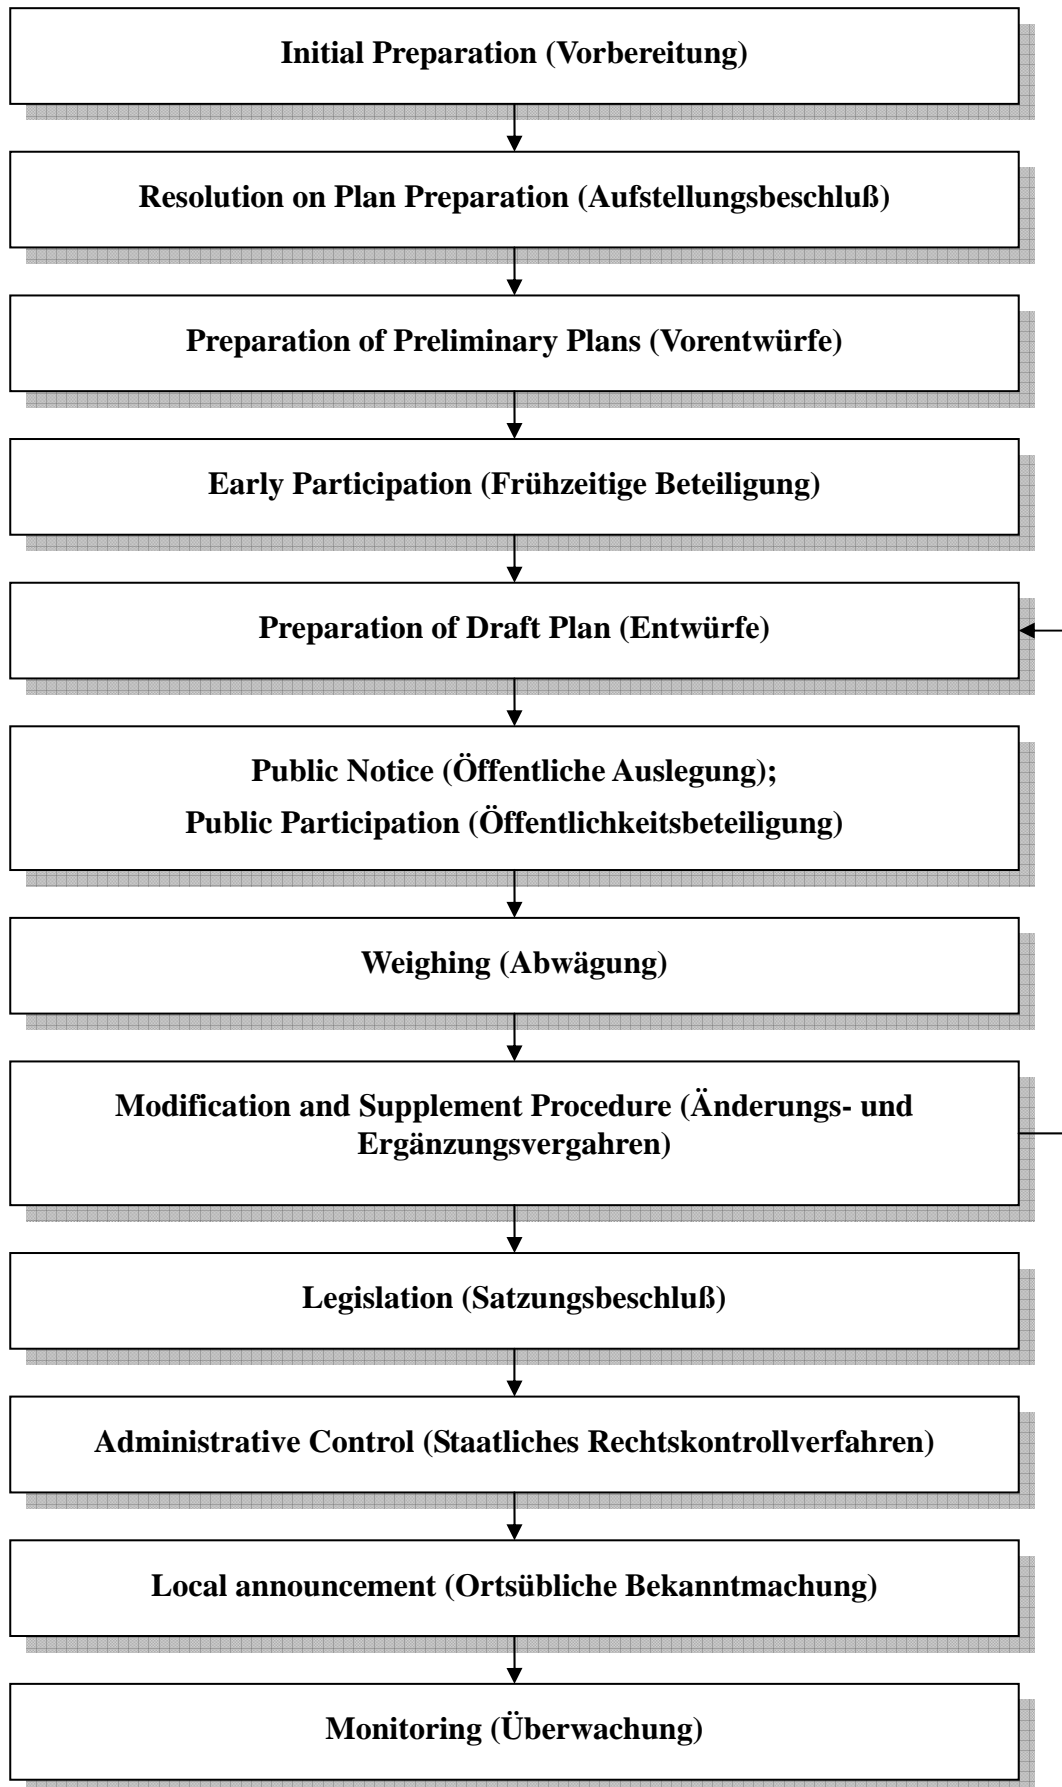 Initial Preparation (Vorbereitung)
Resolution on Plan Preparation (Aufstellungsbeschluß)
Preparation of Preliminary Plans (Vorentwürfe)
Early Participation (Frühzeitige Beteiligung)
Preparation of Draft Plan (Entwürfe)
Public Notice (Öffentliche Auslegung);
Public Participation (Öffentlichkeitsbeteiligung)
Weighing (Abwägung)
Modification and Supplement Procedure (Änderungs- und
Ergänzungsvergahren)
Legislation (Satzungsbeschluß)
Administrative Control (Staatliches Rechtskontrollverfahren)
Local announcement (Ortsübliche Bekanntmachung)
Monitoring (Überwachung)